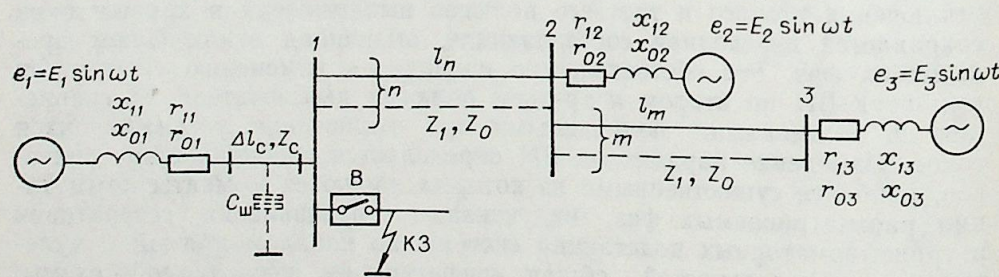 e₁=E₁ sin ωt
x₁₁ r₁₁
x₀₁ r₀₁
Δl_c, Z_c
C_ш
1
l_n
n
Z₁, Z₀
B
КЗ
2
r₁₂ x₁₂
r₀₂ x₀₂
e₂=E₂ sin ωt
l_m
m
Z₁, Z₀
3
e₃=E₃ sin ωt
r₁₃ x₁₃
r₀₃ x₀₃